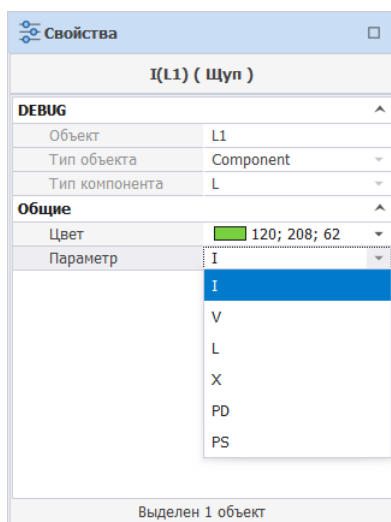 Свойства
I(L1) ( Щуп )
DEBUG
Объект L1
Тип объекта Component
Тип компонента L
Общие
Цвет 120; 208; 62
Параметр I
I
V
L
X
PD
PS
Выделен 1 объект